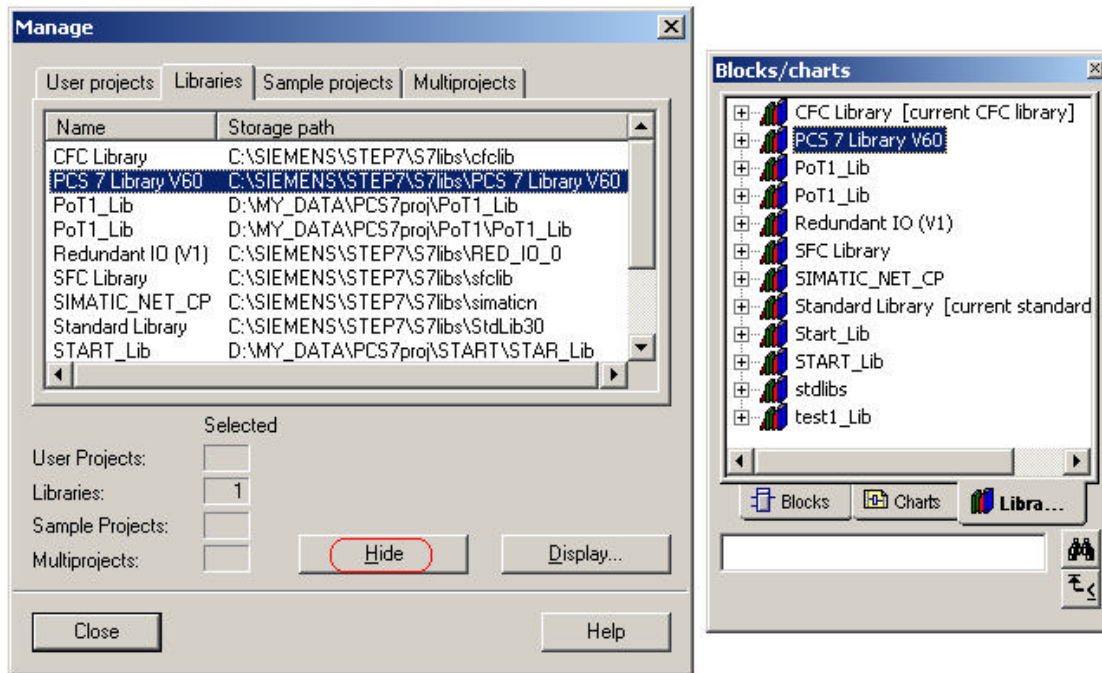 Manage
User projects Libraries Sample projects Multiprojects
Name Storage path
CFC Library C:\SIEMENS\STEP7\S7libs\cfclib
PCS 7 Library V60 C:\SIEMENS\STEP7\S7libs\PCS 7 Library V60
PoT1_Lib D:\MY_DATA\PCS7proj\PoT1_Lib
PoT1_Lib D:\MY_DATA\PCS7proj\PoT1\PoT1_Lib
Redundant IO (V1) C:\SIEMENS\STEP7\S7libs\RED_IO_0
SFC Library C:\SIEMENS\STEP7\S7libs\sfclib
SIMATIC_NET_CP C:\SIEMENS\STEP7\S7libs\simaticn
Standard Library C:\SIEMENS\STEP7\S7libs\StdLib30
START_Lib D:\MY_DATA\PCS7proj\START\STAR_Lib
Selected
User Projects:
Libraries: 1
Sample Projects:
Multiprojects:
Hide Display...
Close Help
Blocks/charts
CFC Library [current CFC library]
PCS 7 Library V60
PoT1_Lib
PoT1_Lib
Redundant IO (V1)
SFC Library
SIMATIC_NET_CP
Standard Library [current standard
Start_Lib
START_Lib
stdlibs
test1_Lib
Blocks Charts Libra...